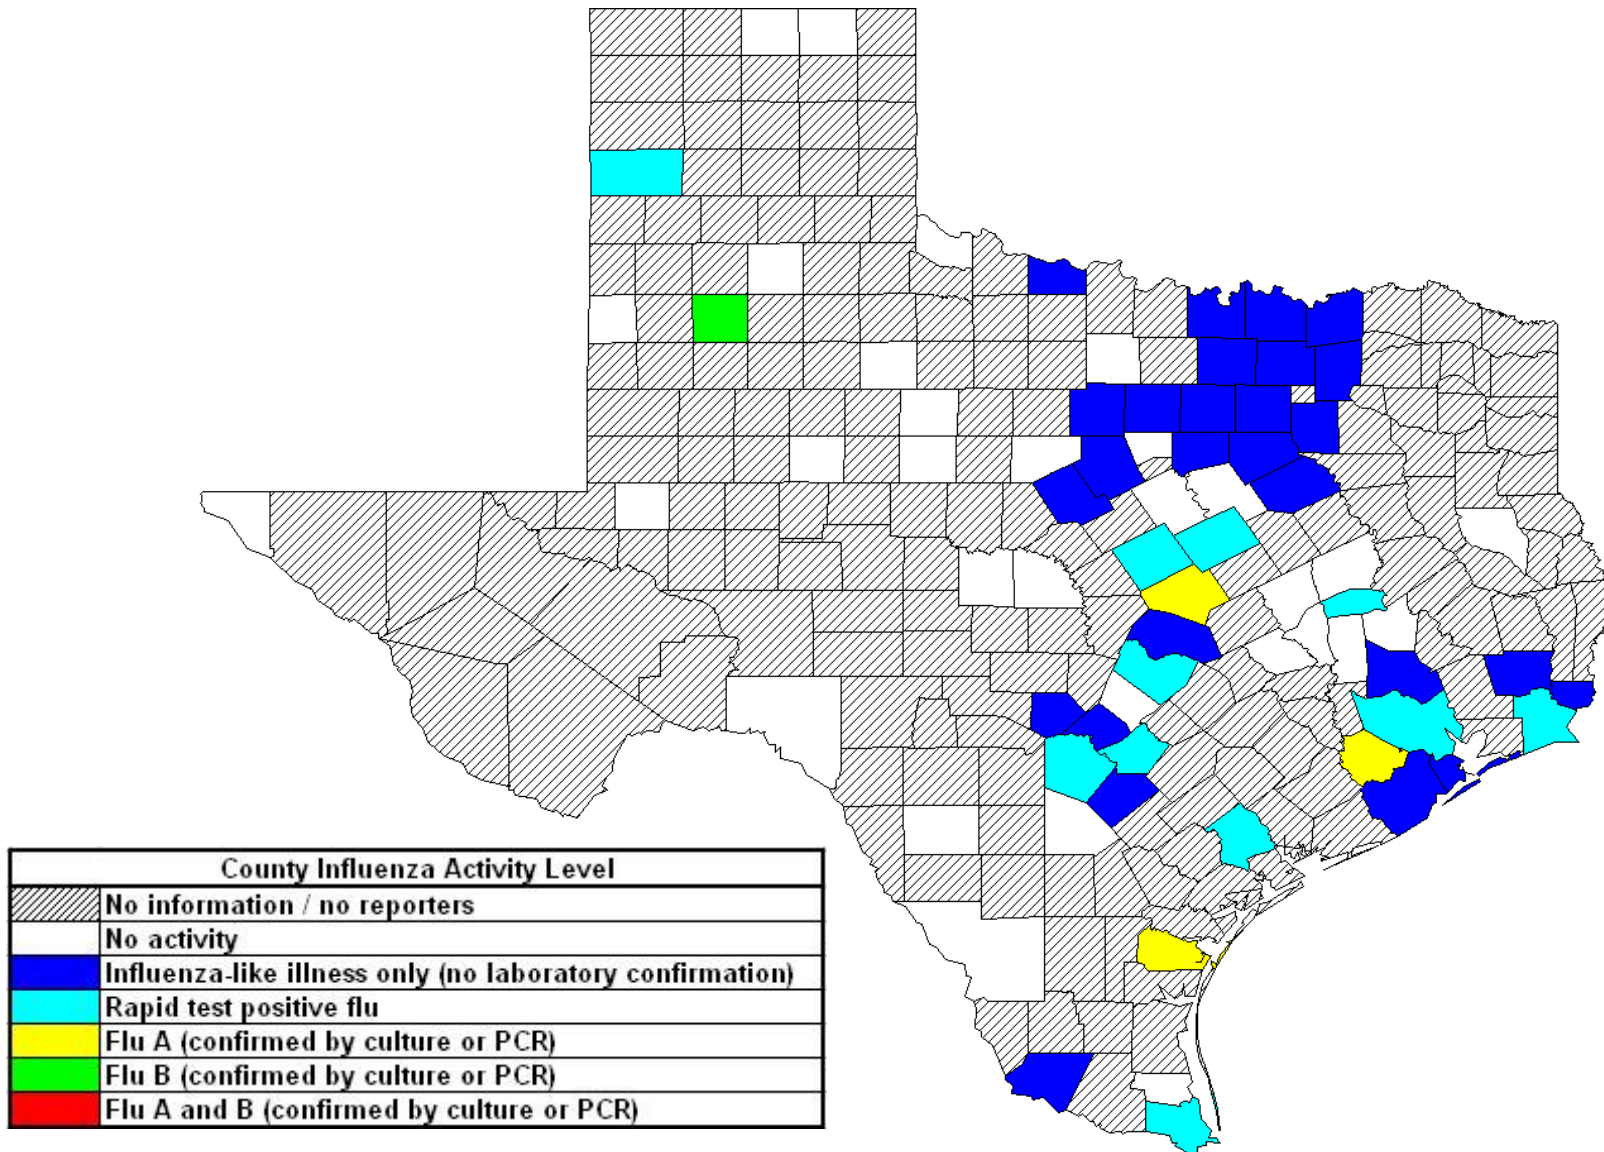 County Influenza Activity Level
No information / no reporters
No activity
Influenza-like illness only (no laboratory confirmation)
Rapid test positive flu
Flu A (confirmed by culture or PCR)
Flu B (confirmed by culture or PCR)
Flu A and B (confirmed by culture or PCR)